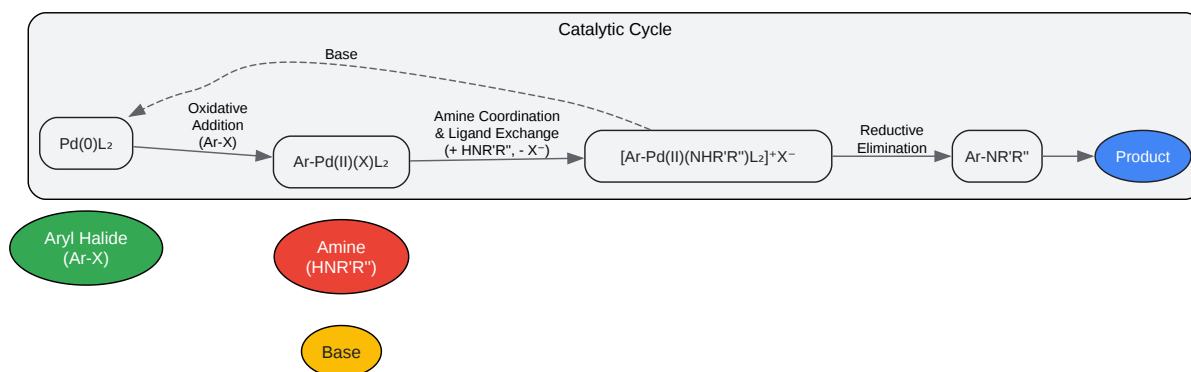 Catalytic Cycle
Base
Oxidative
Addition
(Ar-X)
Amine Coordination
& Ligand Exchange
(+ HNR'R", - X⁻)
Reductive
Elimination
Pd(0)L₂
Ar-Pd(II)(X)L₂
[Ar-Pd(II)(NHR'R")L₂]⁺X⁻
Ar-NR'R"
Product
Aryl Halide
(Ar-X)
Amine
(HNR'R")
Base